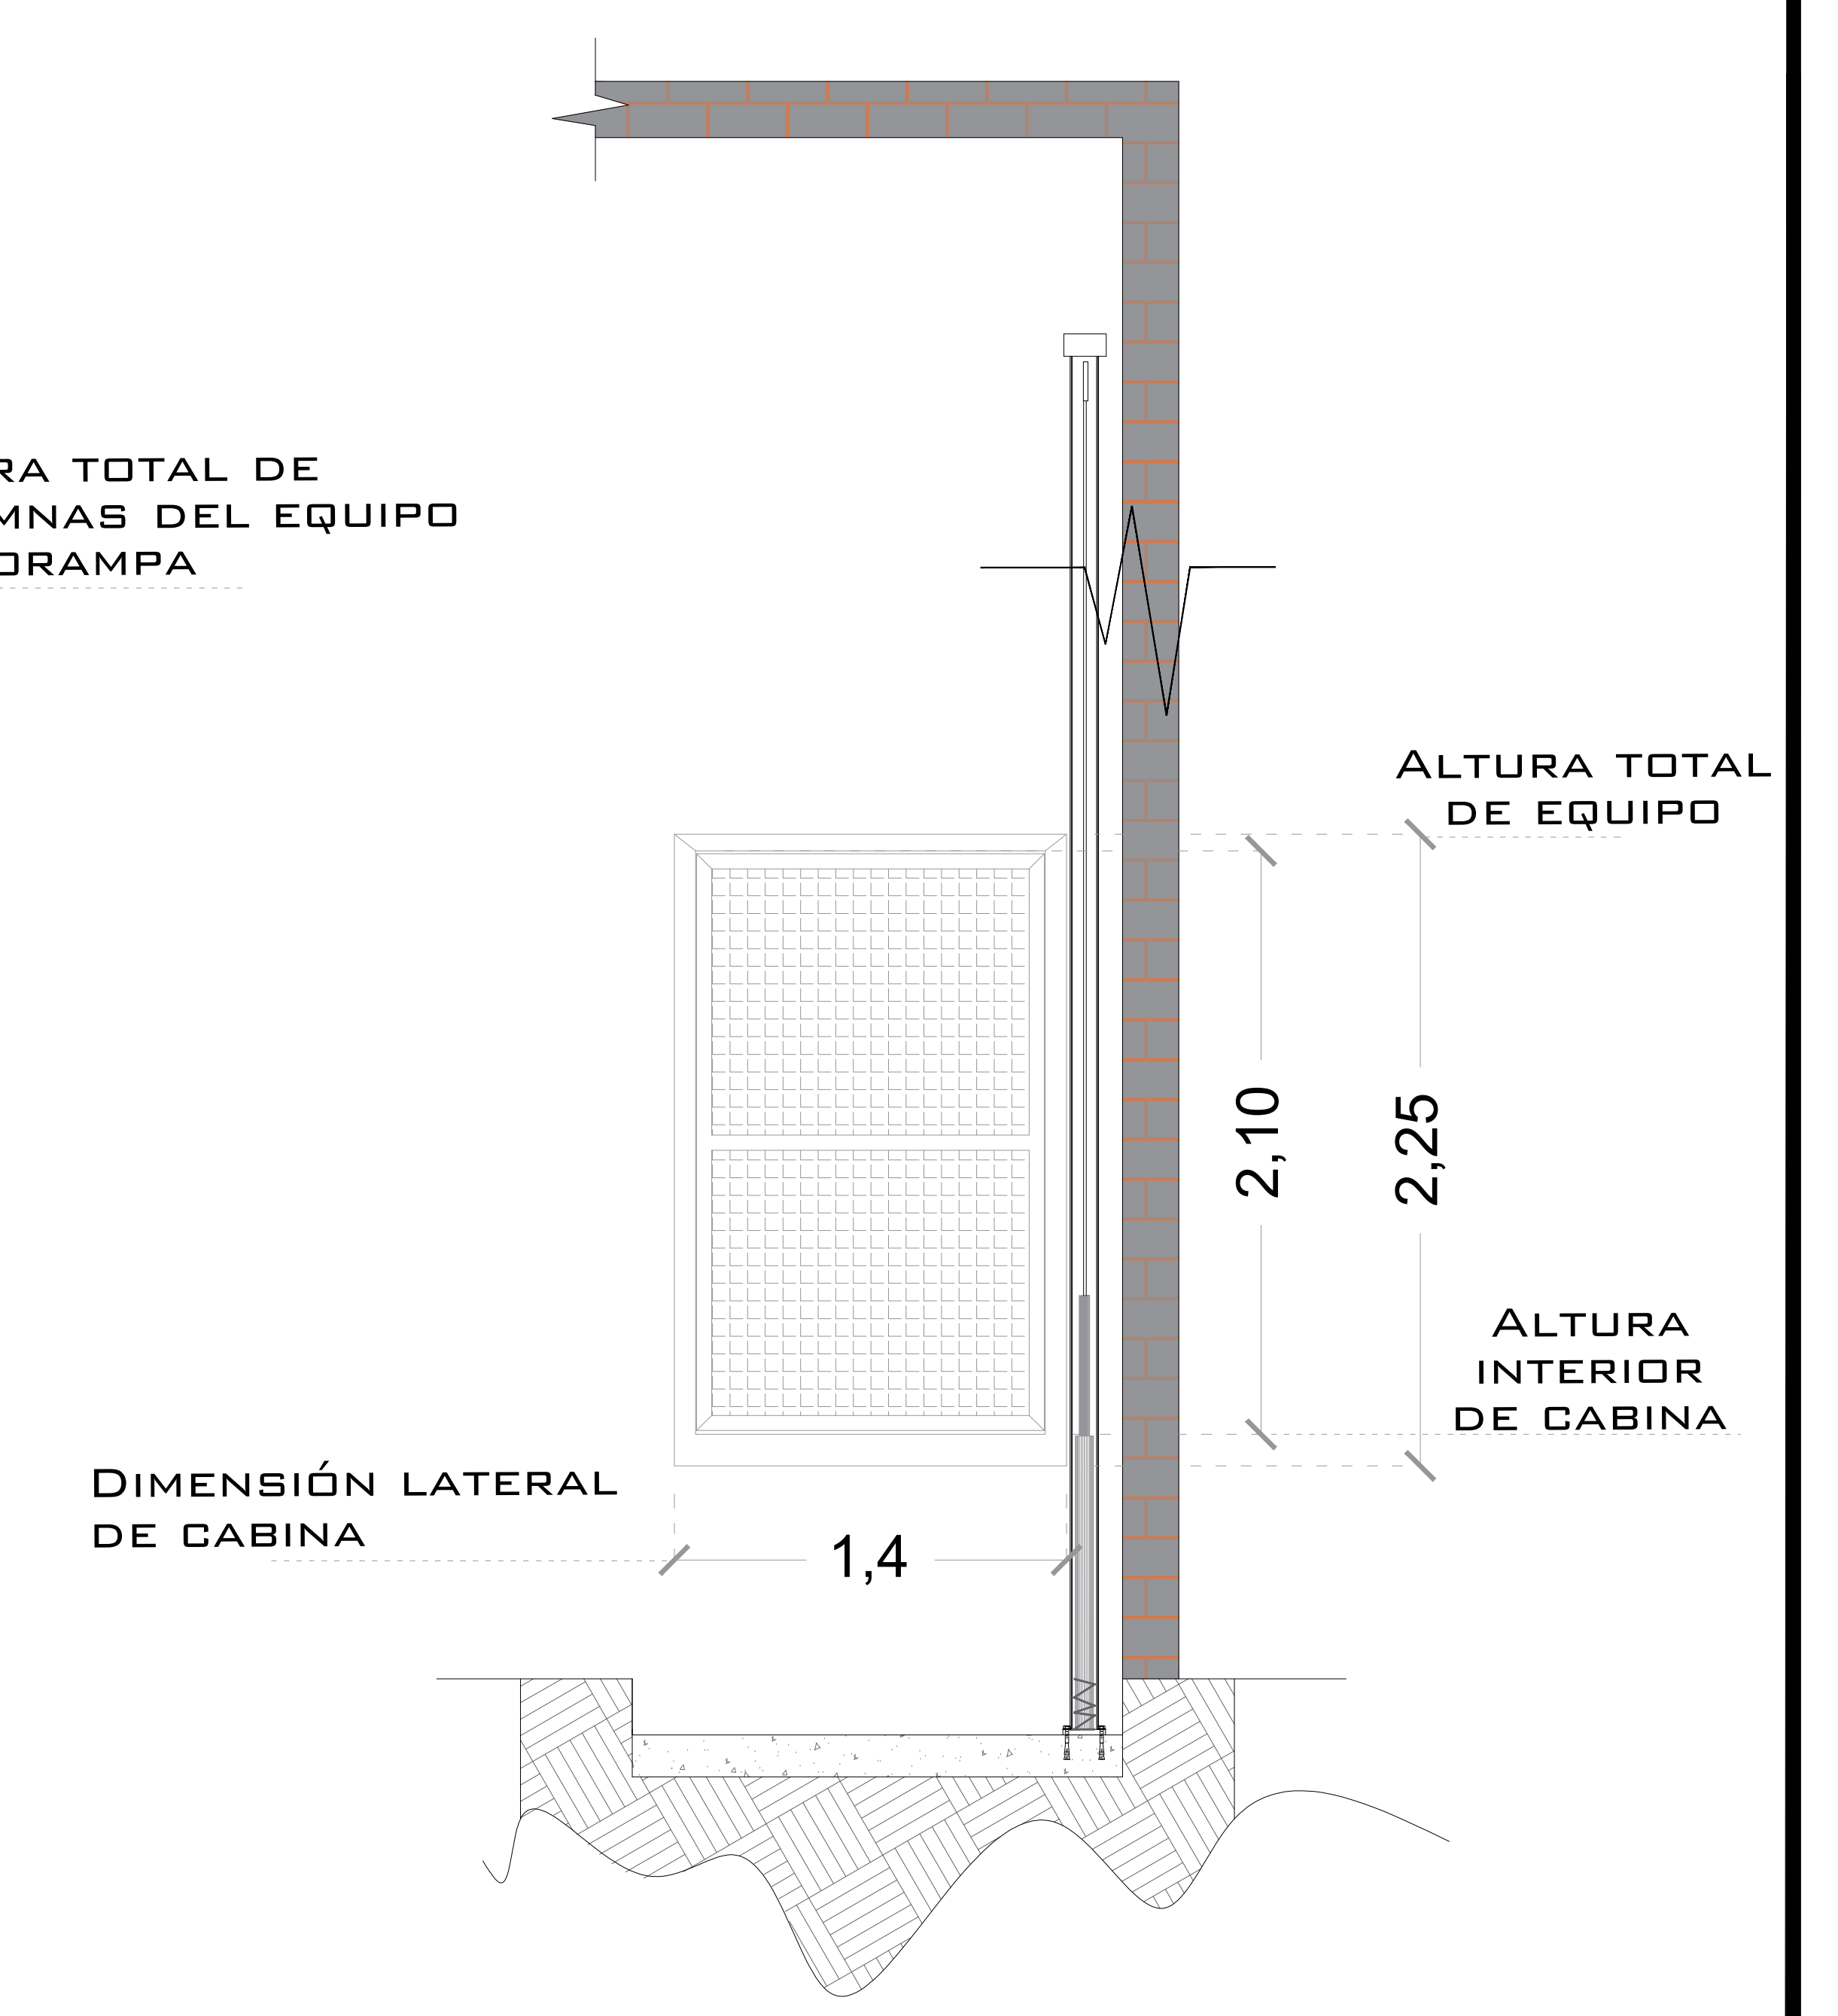 RA TOTAL DE
MNAS DEL EQUIPO
ORAMPA
ALTURA TOTAL
DE EQUIPO
2,10
2,25
ALTURA
INTERIOR
DE CABINA
DIMENSIÓN LATERAL
DE CABINA
1,4